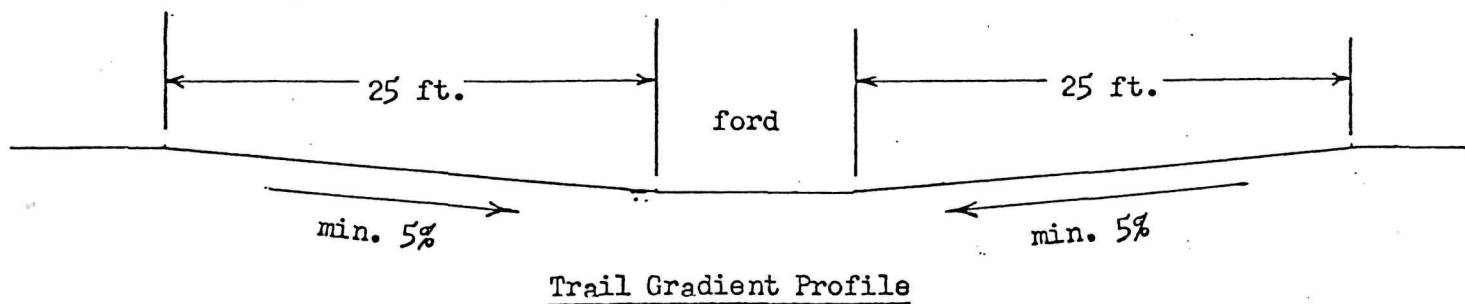 25 ft.
ford
25 ft.
min. 5%
min. 5%
Trail Gradient Profile